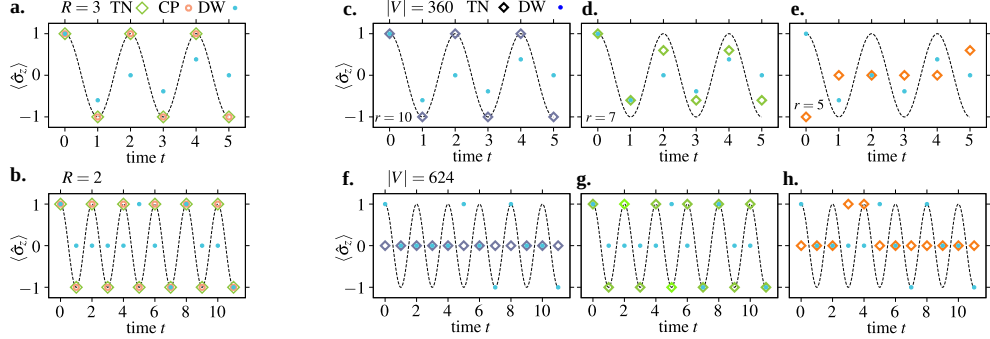 a. R = 3 TN CP DW
c. |V| = 360 TN DW
d.
e.
⟨σ̂z⟩
1
0
−1
r = 10
r = 7
r = 5
0 1 2 3 4 5
0 1 2 3 4 5
0 1 2 3 4 5
0 1 2 3 4 5
time t
time t
time t
time t
b. R = 2
f. |V| = 624
g.
h.
⟨σ̂z⟩
1
0
−1
⟨σ̂z⟩
1
0
−1
⟨σ̂z⟩
1
0
−1
0 2 4 6 8 10
0 2 4 6 8 10
0 2 4 6 8 10
0 2 4 6 8 10
time t
time t
time t
time t